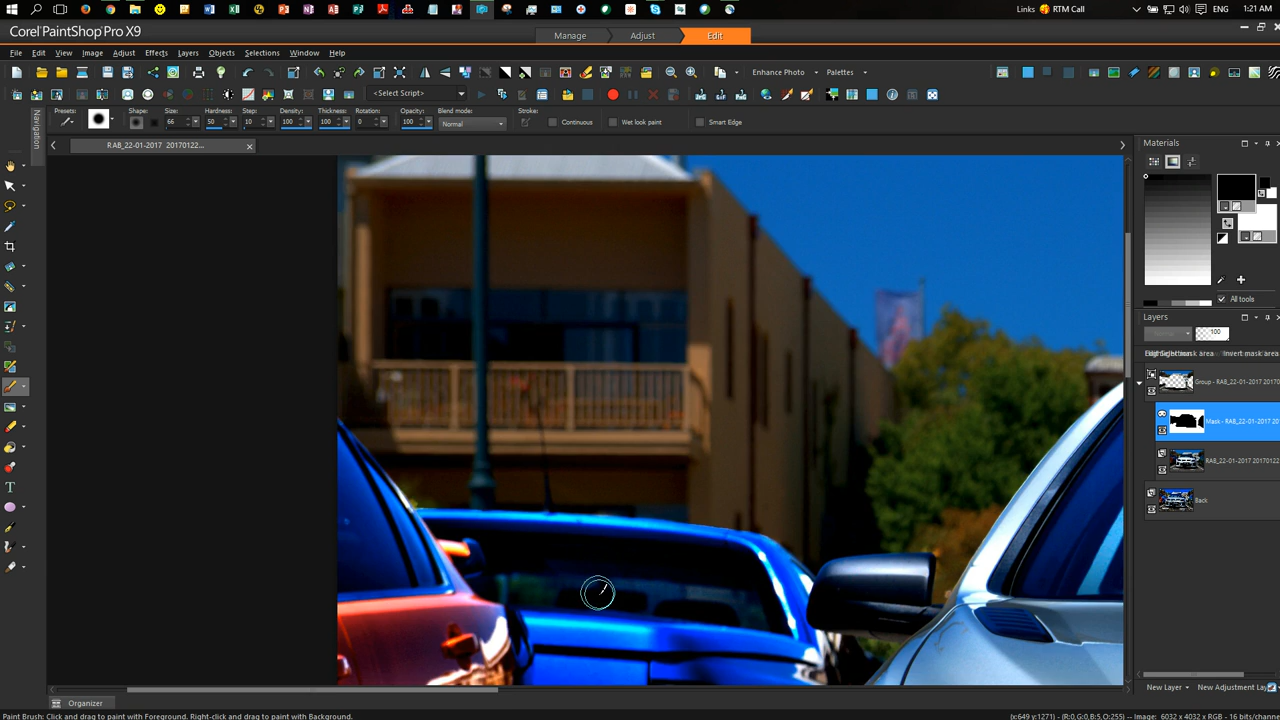 Links RTM Call ENG 1:21 AM
Corel PaintShop Pro X9
Manage Adjust Edit
File Edit View Image Adjust Effects Layers Objects Selections Window Help
Enhance Photo Palettes
<Select Script>
Presets: Shape: Size: Hardness: Step: Density: Thickness: Rotation: Opacity: Blend mode: Stroke:
66 50 10 100 100 0 100 Normal Continuous Wet look paint Smart Edge
Navigation
RAB_22-01-2017 20170122...
Materials
All tools
Layers
Normal 100
Invert mask area
Group - RAB_22-01-2017 20170
Mask - RAB_22-01-2017 20
RAB_22-01-2017 20170122
Back
New Layer New Adjustment Lay
Organizer
Paint Brush: Click and drag to paint with Foreground. Right-click and drag to paint with Background.
(x:649 y:1271) - (R:0,G:0,B:5,O:255) -- Image: 6032 x 4032 x RGB - 16 bits/channel